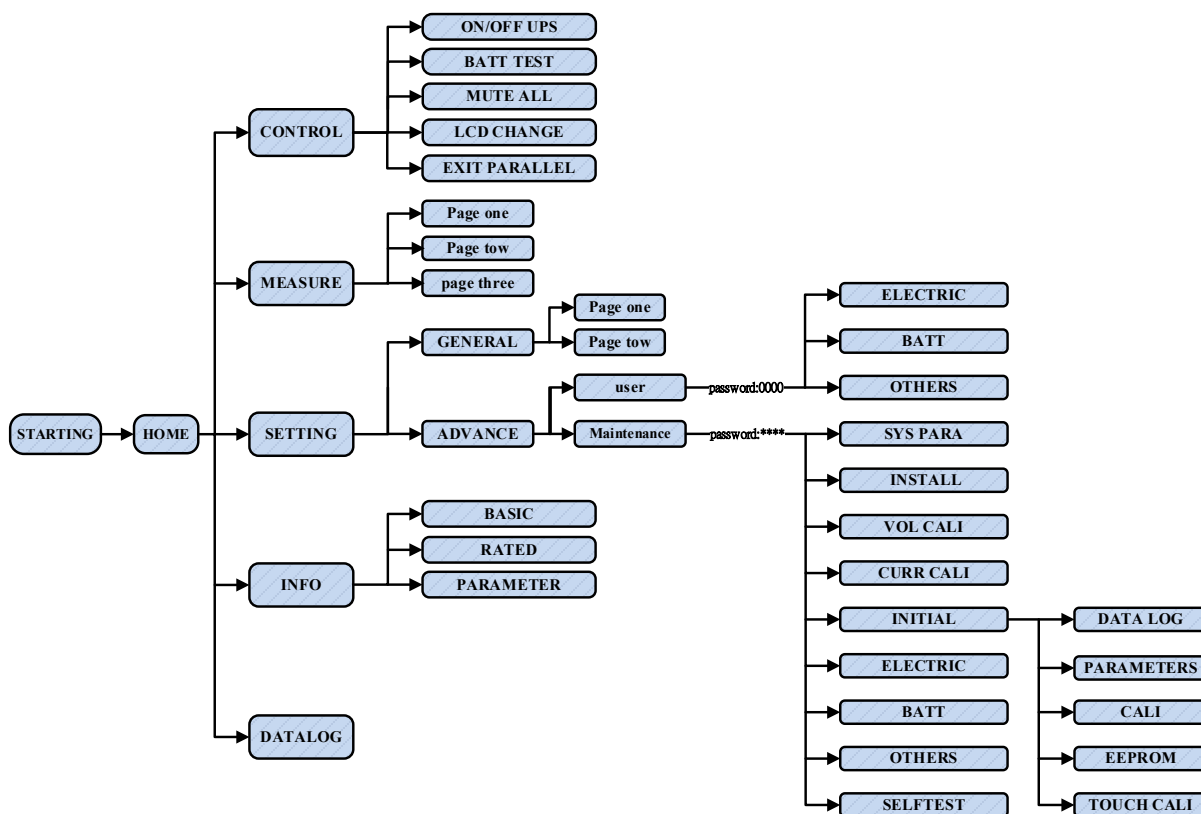 STARTING
HOME
CONTROL
ON/OFF UPS
BATT TEST
MUTE ALL
LCD CHANGE
EXIT PARALLEL
MEASURE
Page one
Page tow
page three
SETTING
GENERAL
Page one
Page tow
ADVANCE
user
password:0000
ELECTRIC
BATT
OTHERS
Maintenance
password:****
SYS PARA
INSTALL
VOL CALI
CURR CALI
INITIAL
DATA LOG
PARAMETERS
CALI
EEPROM
TOUCH CALI
ELECTRIC
BATT
OTHERS
SELFTEST
INFO
BASIC
RATED
PARAMETER
DATALOG